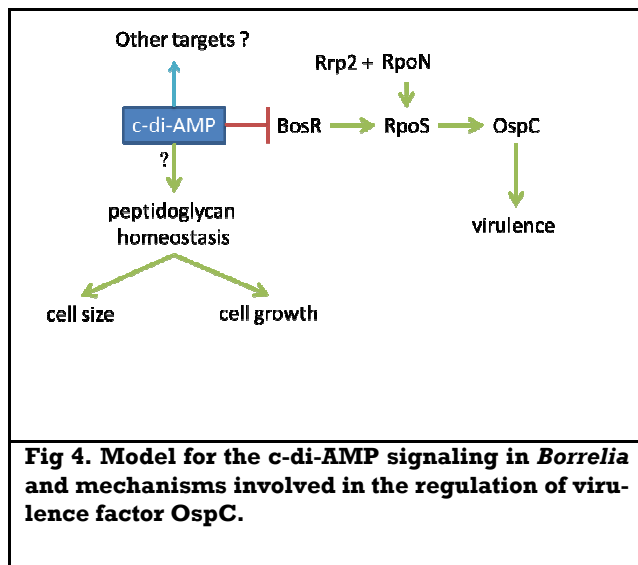 Other targets ?
Rrp2 + RpoN
c-di-AMP
BosR
RpoS
OspC
?
peptidoglycan
homeostasis
virulence
cell size
cell growth
Fig 4. Model for the c-di-AMP signaling in Borrelia
and mechanisms involved in the regulation of viru-
lence factor OspC.